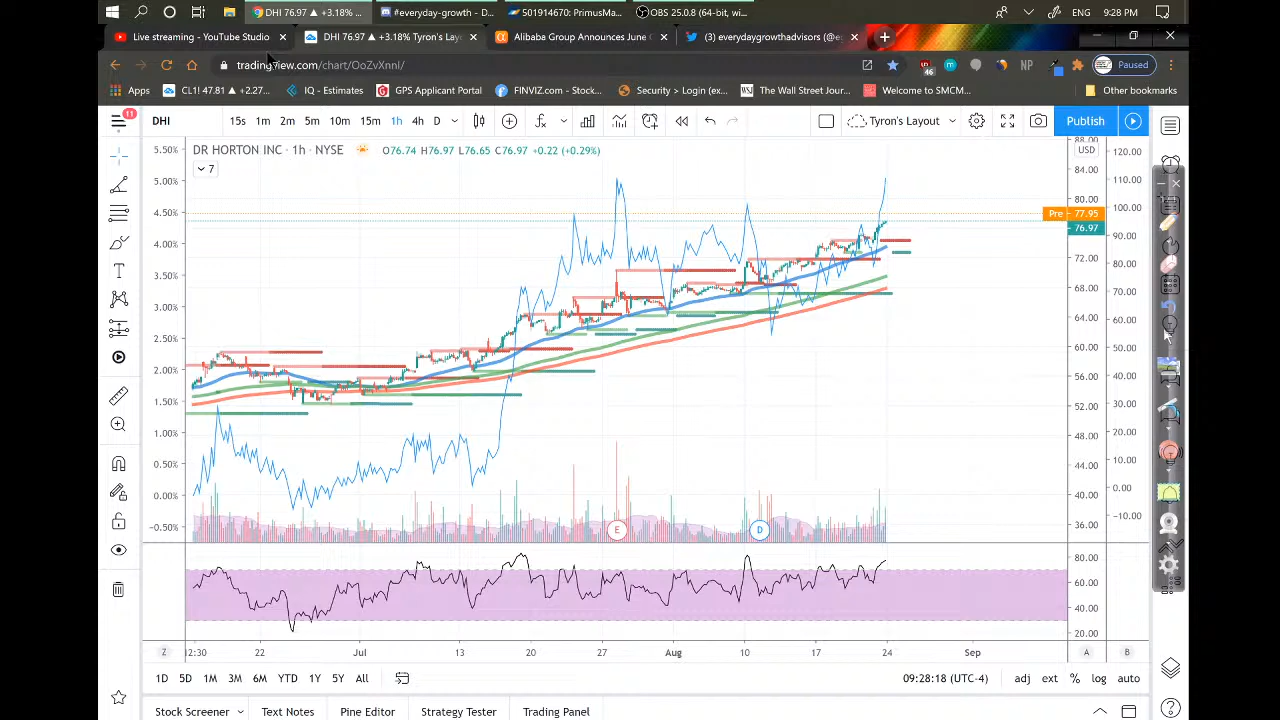 DHI 76.97 ▲ +3.18% ...
#everyday-growth - D...
501914670: PrimusMa...
OBS 25.0.8 (64-bit, wi...
ENG
9:28 PM
Live streaming - YouTube Studio
DHI 76.97 ▲ +3.18% Tyron's Lay
Alibaba Group Announces June (
(3) everydaygrowthadvisors (@e
tradingview.com/chart/OoZvXnnI/
46
NP
Paused
Apps
CL1! 47.81 ▲ +2.27...
IQ - Estimates
GPS Applicant Portal
FINVIZ.com - Stock...
Security > Login (ex...
The Wall Street Jour...
Welcome to SMCM...
Other bookmarks
11
DHI
15s
1m
2m
5m
10m
15m
1h
4h
D
Tyron's Layout
Publish
DR HORTON INC · 1h · NYSE
O76.74 H76.97 L76.65 C76.97 +0.22 (+0.29%)
7
USD
5.50%
5.00%
4.50%
4.00%
3.50%
3.00%
2.50%
2.00%
1.50%
1.00%
0.50%
0.00%
−0.50%
88.00
84.00
80.00
Pre 77.95
76.97
72.00
68.00
64.00
60.00
56.00
52.00
48.00
44.00
40.00
36.00
120.00
110.00
100.00
90.00
80.00
70.00
60.00
50.00
40.00
30.00
20.00
10.00
0.00
−10.00
E
D
80.00
60.00
40.00
20.00
Z
12:30
22
Jul
13
20
27
Aug
10
17
24
Sep
A
B
1D
5D
1M
3M
6M
YTD
1Y
5Y
All
09:28:18 (UTC-4)
adj
ext
%
log
auto
Stock Screener
Text Notes
Pine Editor
Strategy Tester
Trading Panel